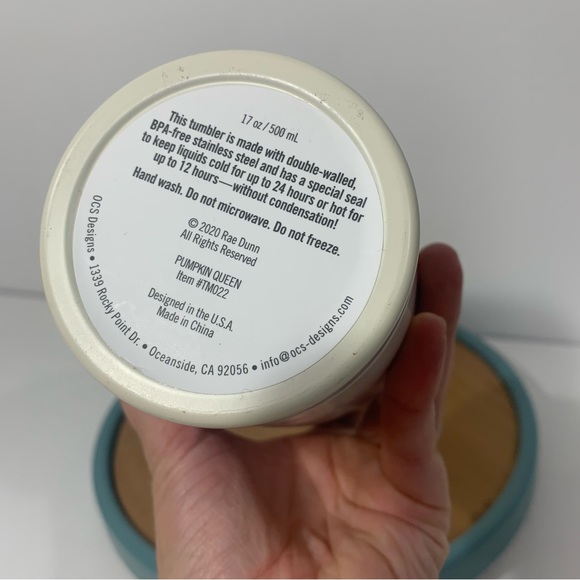 17 oz / 500 mL
This tumbler is made with double-walled,
BPA-free stainless steel and has a special seal
to keep liquids cold for up to 24 hours or hot for
up to 12 hours—without condensation!
Hand wash. Do not microwave. Do not freeze.
© 2020 Rae Dunn
All Rights Reserved
PUMPKIN QUEEN
Item #TM022
Designed in the U.S.A.
Made in China
OCS Designs • 1339 Rocky Point Dr. • Oceanside, CA 92056 • info@ocs-designs.com